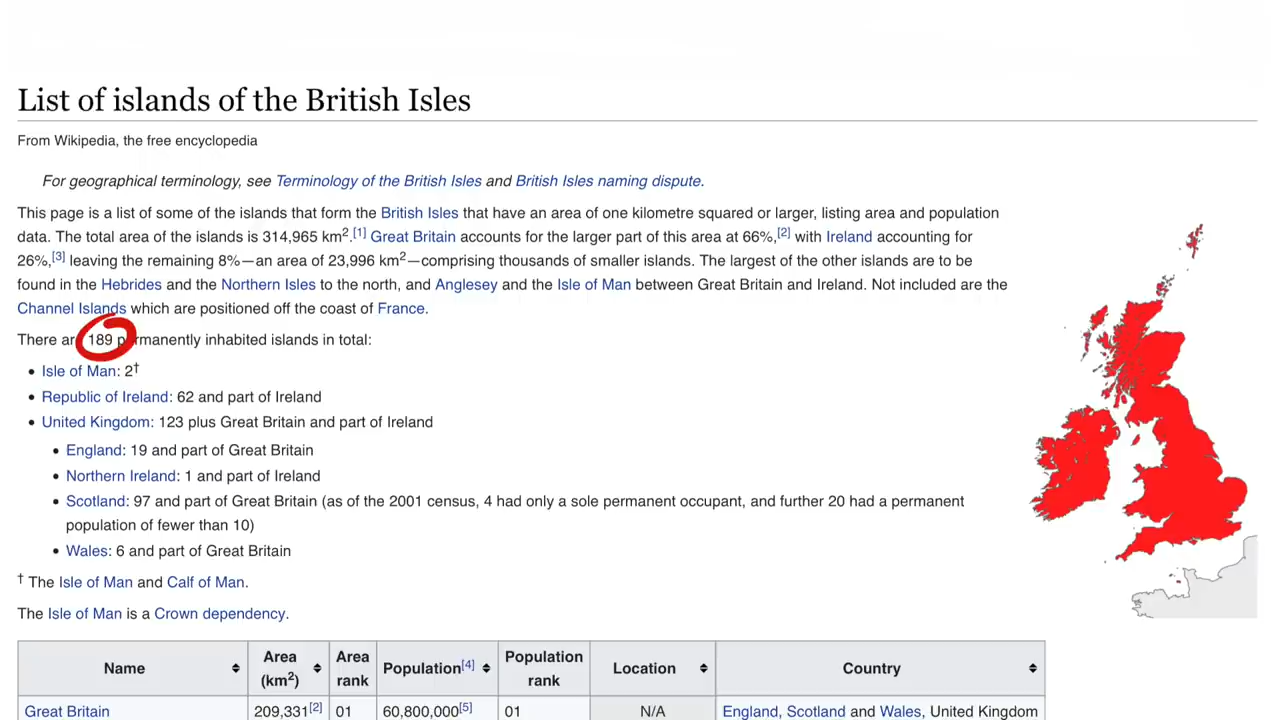 List of islands of the British Isles
From Wikipedia, the free encyclopedia
For geographical terminology, see Terminology of the British Isles and British Isles naming dispute.
This page is a list of some of the islands that form the British Isles that have an area of one kilometre squared or larger, listing area and population
data. The total area of the islands is 314,965 km².[1] Great Britain accounts for the larger part of this area at 66%,[2] with Ireland accounting for
26%,[3] leaving the remaining 8%—an area of 23,996 km²—comprising thousands of smaller islands. The largest of the other islands are to be
found in the Hebrides and the Northern Isles to the north, and Anglesey and the Isle of Man between Great Britain and Ireland. Not included are the
Channel Islands which are positioned off the coast of France.
There ar 189 p rmanently inhabited islands in total:
• Isle of Man: 2†
• Republic of Ireland: 62 and part of Ireland
• United Kingdom: 123 plus Great Britain and part of Ireland
• England: 19 and part of Great Britain
• Northern Ireland: 1 and part of Ireland
• Scotland: 97 and part of Great Britain (as of the 2001 census, 4 had only a sole permanent occupant, and further 20 had a permanent
population of fewer than 10)
• Wales: 6 and part of Great Britain
† The Isle of Man and Calf of Man.
The Isle of Man is a Crown dependency.
Name Area (km²) Area rank Population[4] Population rank Location Country
Great Britain 209,331[2] 01 60,800,000[5] 01 N/A England, Scotland and Wales, United Kingdom